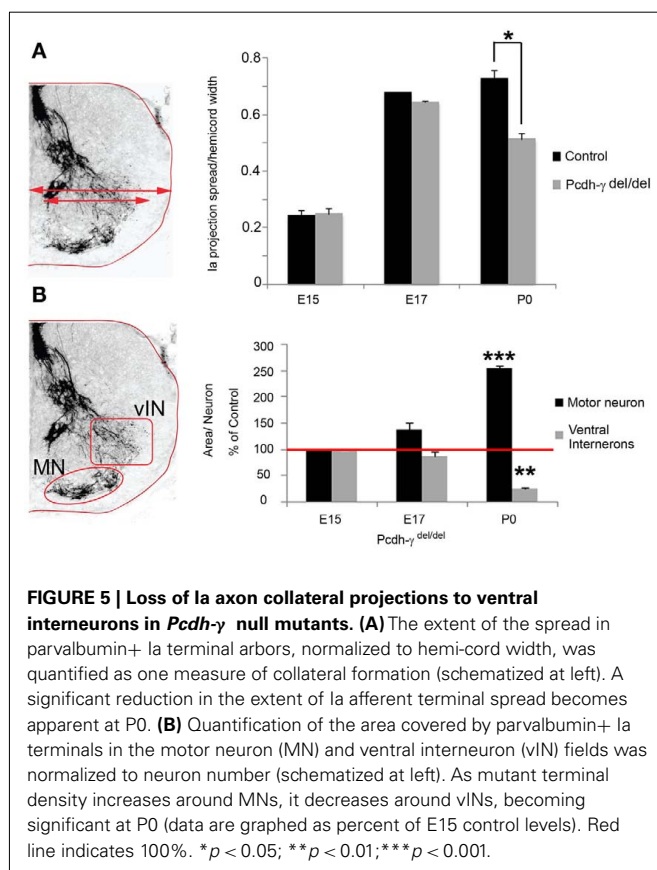 A
Ia projection spread/hemicord width
0.8
0.6
0.4
0.2
0
*
Control
Pcdh-γ del/del
E15
E17
P0
B
vIN
MN
Area/ Neuron
% of Control
300
250
200
150
100
50
0
***
**
Motor neuron
Ventral
Internerons
E15
E17
P0
Pcdh-γ del/del
FIGURE 5 | Loss of Ia axon collateral projections to ventral
interneurons in Pcdh-γ null mutants. (A) The extent of the spread in
parvalbumin+ Ia terminal arbors, normalized to hemi-cord width, was
quantified as one measure of collateral formation (schematized at left). A
significant reduction in the extent of Ia afferent terminal spread becomes
apparent at P0. (B) Quantification of the area covered by parvalbumin+ Ia
terminals in the motor neuron (MN) and ventral interneuron (vIN) fields was
normalized to neuron number (schematized at left). As mutant terminal
density increases around MNs, it decreases around vINs, becoming
significant at P0 (data are graphed as percent of E15 control levels). Red
line indicates 100%. *p < 0.05; **p < 0.01;***p < 0.001.